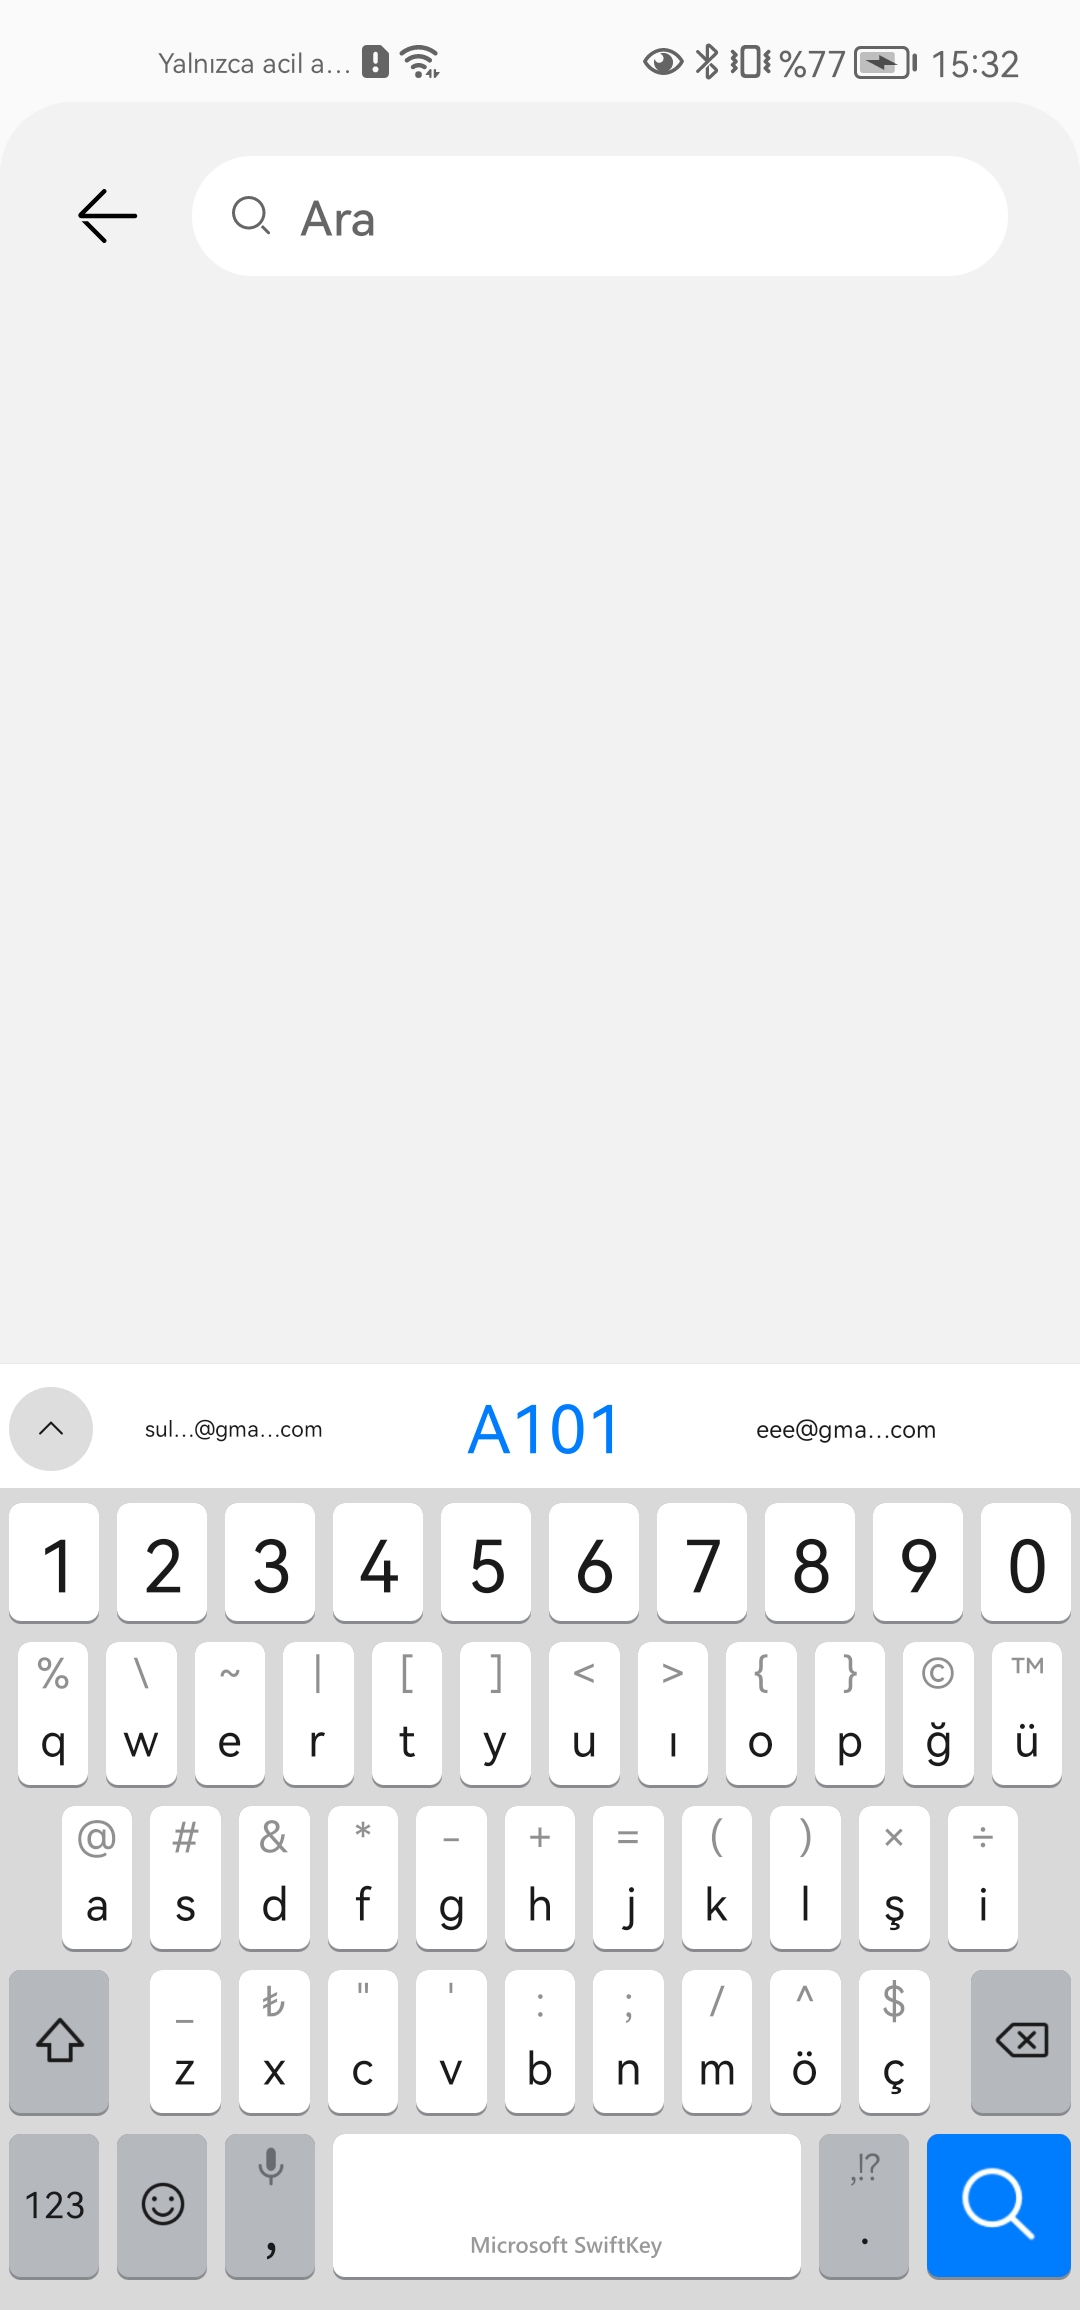 Yalnızca acil a... %77 15:32
Ara
sul...@gma...com A101 eee@gma...com
1 2 3 4 5 6 7 8 9 0
% \ ~ | [ ] < > { } © ™
q w e r t y u ı o p ğ ü
@ # & * - + = ( ) × ÷
a s d f g h j k l ş i
_ ₺ " ' : ; / ^ $
z x c v b n m ö ç
,!?
123 , Microsoft SwiftKey .